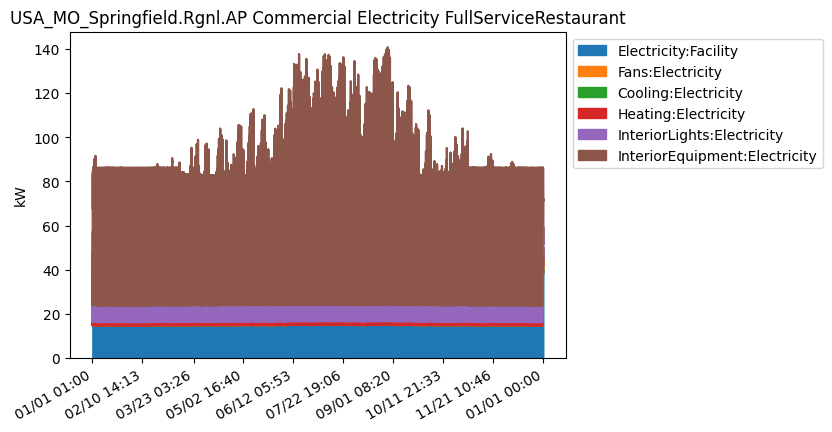 USA_MO_Springfield.Rgnl.AP Commercial Electricity FullServiceRestaurant
140
120
100
80
60
40
20
0
kW
01/01 01:00
02/10 14:13
03/23 03:26
05/02 16:40
06/12 05:53
07/22 19:06
09/01 08:20
10/11 21:33
11/21 10:46
01/01 00:00
Electricity:Facility
Fans:Electricity
Cooling:Electricity
Heating:Electricity
InteriorLights:Electricity
InteriorEquipment:Electricity